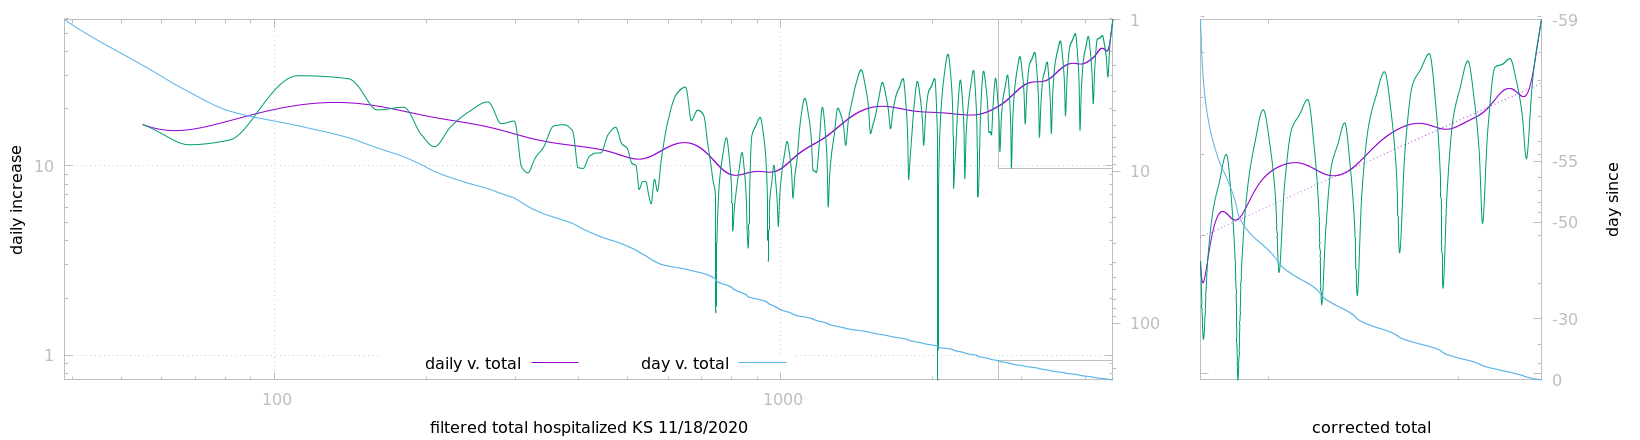 1
-59
10
10
-55
daily increase
day since
-50
100
-30
1
daily v. total
day v. total
0
100
1000
filtered total hospitalized KS 11/18/2020
corrected total